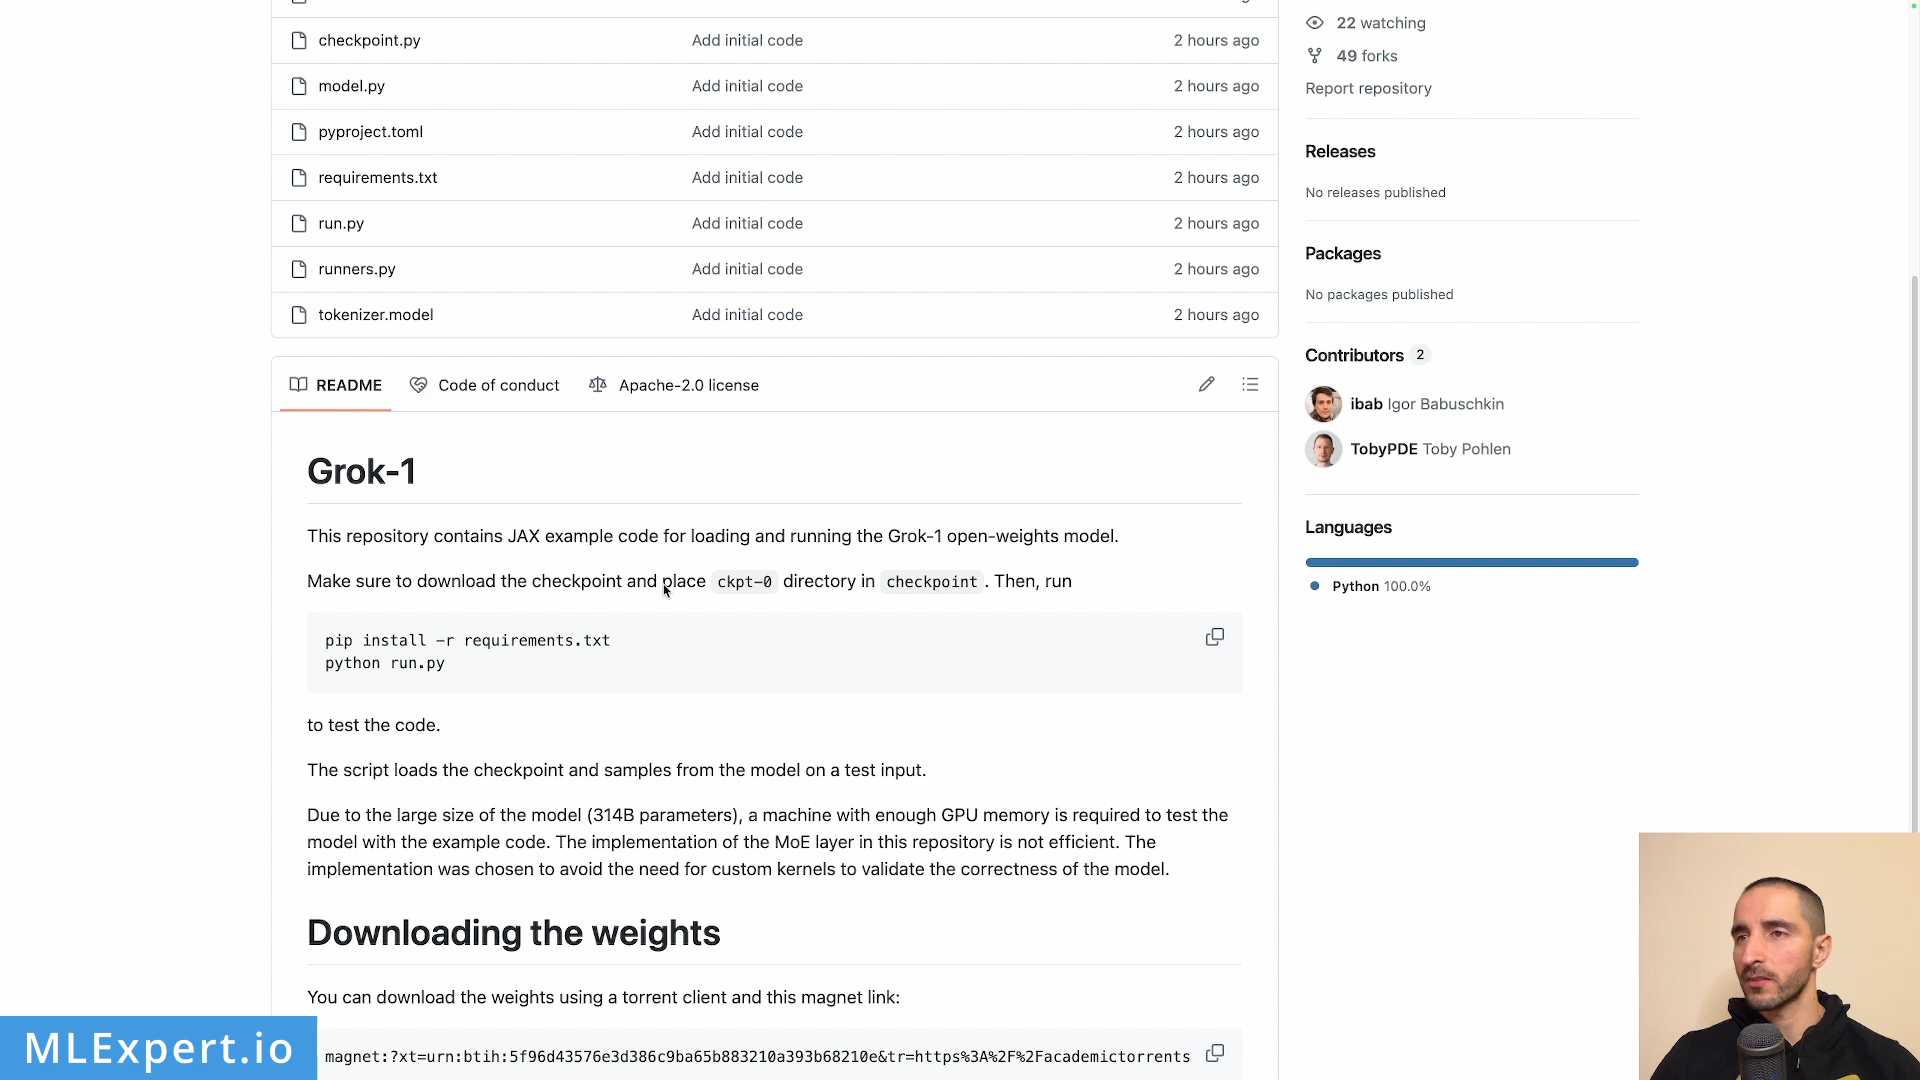 22 watching
checkpoint.py Add initial code 2 hours ago
49 forks
model.py Add initial code 2 hours ago
Report repository
pyproject.toml Add initial code 2 hours ago
Releases
requirements.txt Add initial code 2 hours ago
No releases published
run.py Add initial code 2 hours ago
Packages
runners.py Add initial code 2 hours ago
No packages published
tokenizer.model Add initial code 2 hours ago
Contributors 2
README Code of conduct Apache-2.0 license
ibab Igor Babuschkin
TobyPDE Toby Pohlen
Grok-1
Languages
This repository contains JAX example code for loading and running the Grok-1 open-weights model.
Make sure to download the checkpoint and place ckpt-0 directory in checkpoint. Then, run
Python 100.0%
pip install -r requirements.txt
python run.py
to test the code.
The script loads the checkpoint and samples from the model on a test input.
Due to the large size of the model (314B parameters), a machine with enough GPU memory is required to test the
model with the example code. The implementation of the MoE layer in this repository is not efficient. The
implementation was chosen to avoid the need for custom kernels to validate the correctness of the model.
Downloading the weights
You can download the weights using a torrent client and this magnet link:
MLExpert.io
magnet:?xt=urn:btih:5f96d43576e3d386c9ba65b883210a393b68210e&tr=https%3A%2F%2Facademictorrents